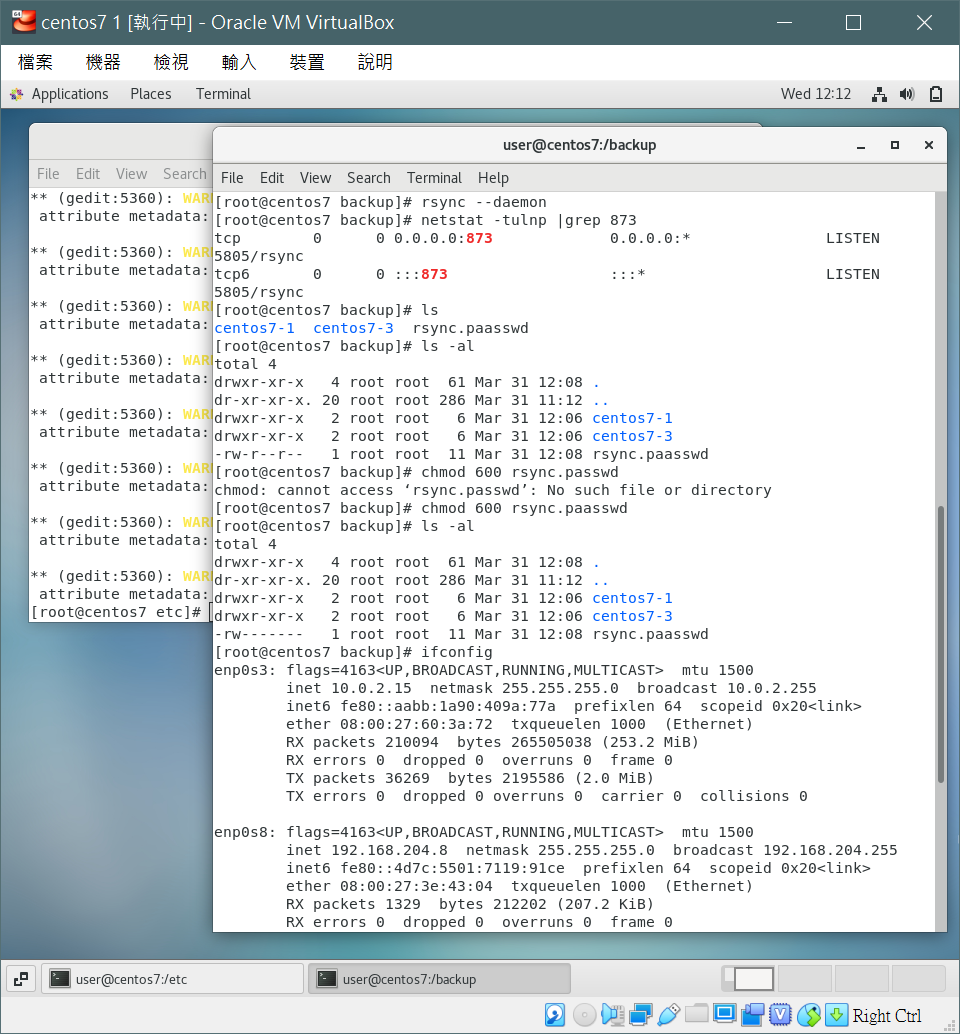 centos7 1 [執行中] - Oracle VM VirtualBox
檔案 機器 檢視 輸入 裝置 說明
Applications Places Terminal Wed 12:12
File Edit View Search
** (gedit:5360): WAR
attribute metadata:
** (gedit:5360): WAR
attribute metadata:
** (gedit:5360): WAR
attribute metadata:
** (gedit:5360): WAR
attribute metadata:
** (gedit:5360): WAR
attribute metadata:
** (gedit:5360): WAR
attribute metadata:
** (gedit:5360): WAR
attribute metadata:
** (gedit:5360): WAR
attribute metadata:
[root@centos7 etc]#
user@centos7:/backup
File Edit View Search Terminal Help
[root@centos7 backup]# rsync --daemon
[root@centos7 backup]# netstat -tulnp |grep 873
tcp 0 0 0.0.0.0:873 0.0.0.0:* LISTEN
5805/rsync
tcp6 0 0 :::873 :::* LISTEN
5805/rsync
[root@centos7 backup]# ls
centos7-1 centos7-3 rsync.paasswd
[root@centos7 backup]# ls -al
total 4
drwxr-xr-x 4 root root 61 Mar 31 12:08 .
dr-xr-xr-x. 20 root root 286 Mar 31 11:12 ..
drwxr-xr-x 2 root root 6 Mar 31 12:06 centos7-1
drwxr-xr-x 2 root root 6 Mar 31 12:06 centos7-3
-rw-r--r-- 1 root root 11 Mar 31 12:08 rsync.paasswd
[root@centos7 backup]# chmod 600 rsync.passwd
chmod: cannot access ‘rsync.passwd’: No such file or directory
[root@centos7 backup]# chmod 600 rsync.paasswd
[root@centos7 backup]# ls -al
total 4
drwxr-xr-x 4 root root 61 Mar 31 12:08 .
dr-xr-xr-x. 20 root root 286 Mar 31 11:12 ..
drwxr-xr-x 2 root root 6 Mar 31 12:06 centos7-1
drwxr-xr-x 2 root root 6 Mar 31 12:06 centos7-3
-rw------- 1 root root 11 Mar 31 12:08 rsync.paasswd
[root@centos7 backup]# ifconfig
enp0s3: flags=4163<UP,BROADCAST,RUNNING,MULTICAST> mtu 1500
inet 10.0.2.15 netmask 255.255.255.0 broadcast 10.0.2.255
inet6 fe80::aabb:1a90:409a:77a prefixlen 64 scopeid 0x20<link>
ether 08:00:27:60:3a:72 txqueuelen 1000 (Ethernet)
RX packets 210094 bytes 265505038 (253.2 MiB)
RX errors 0 dropped 0 overruns 0 frame 0
TX packets 36269 bytes 2195586 (2.0 MiB)
TX errors 0 dropped 0 overruns 0 carrier 0 collisions 0
enp0s8: flags=4163<UP,BROADCAST,RUNNING,MULTICAST> mtu 1500
inet 192.168.204.8 netmask 255.255.255.0 broadcast 192.168.204.255
inet6 fe80::4d7c:5501:7119:91ce prefixlen 64 scopeid 0x20<link>
ether 08:00:27:3e:43:04 txqueuelen 1000 (Ethernet)
RX packets 1329 bytes 212202 (207.2 KiB)
RX errors 0 dropped 0 overruns 0 frame 0
user@centos7:/etc user@centos7:/backup
Right Ctrl